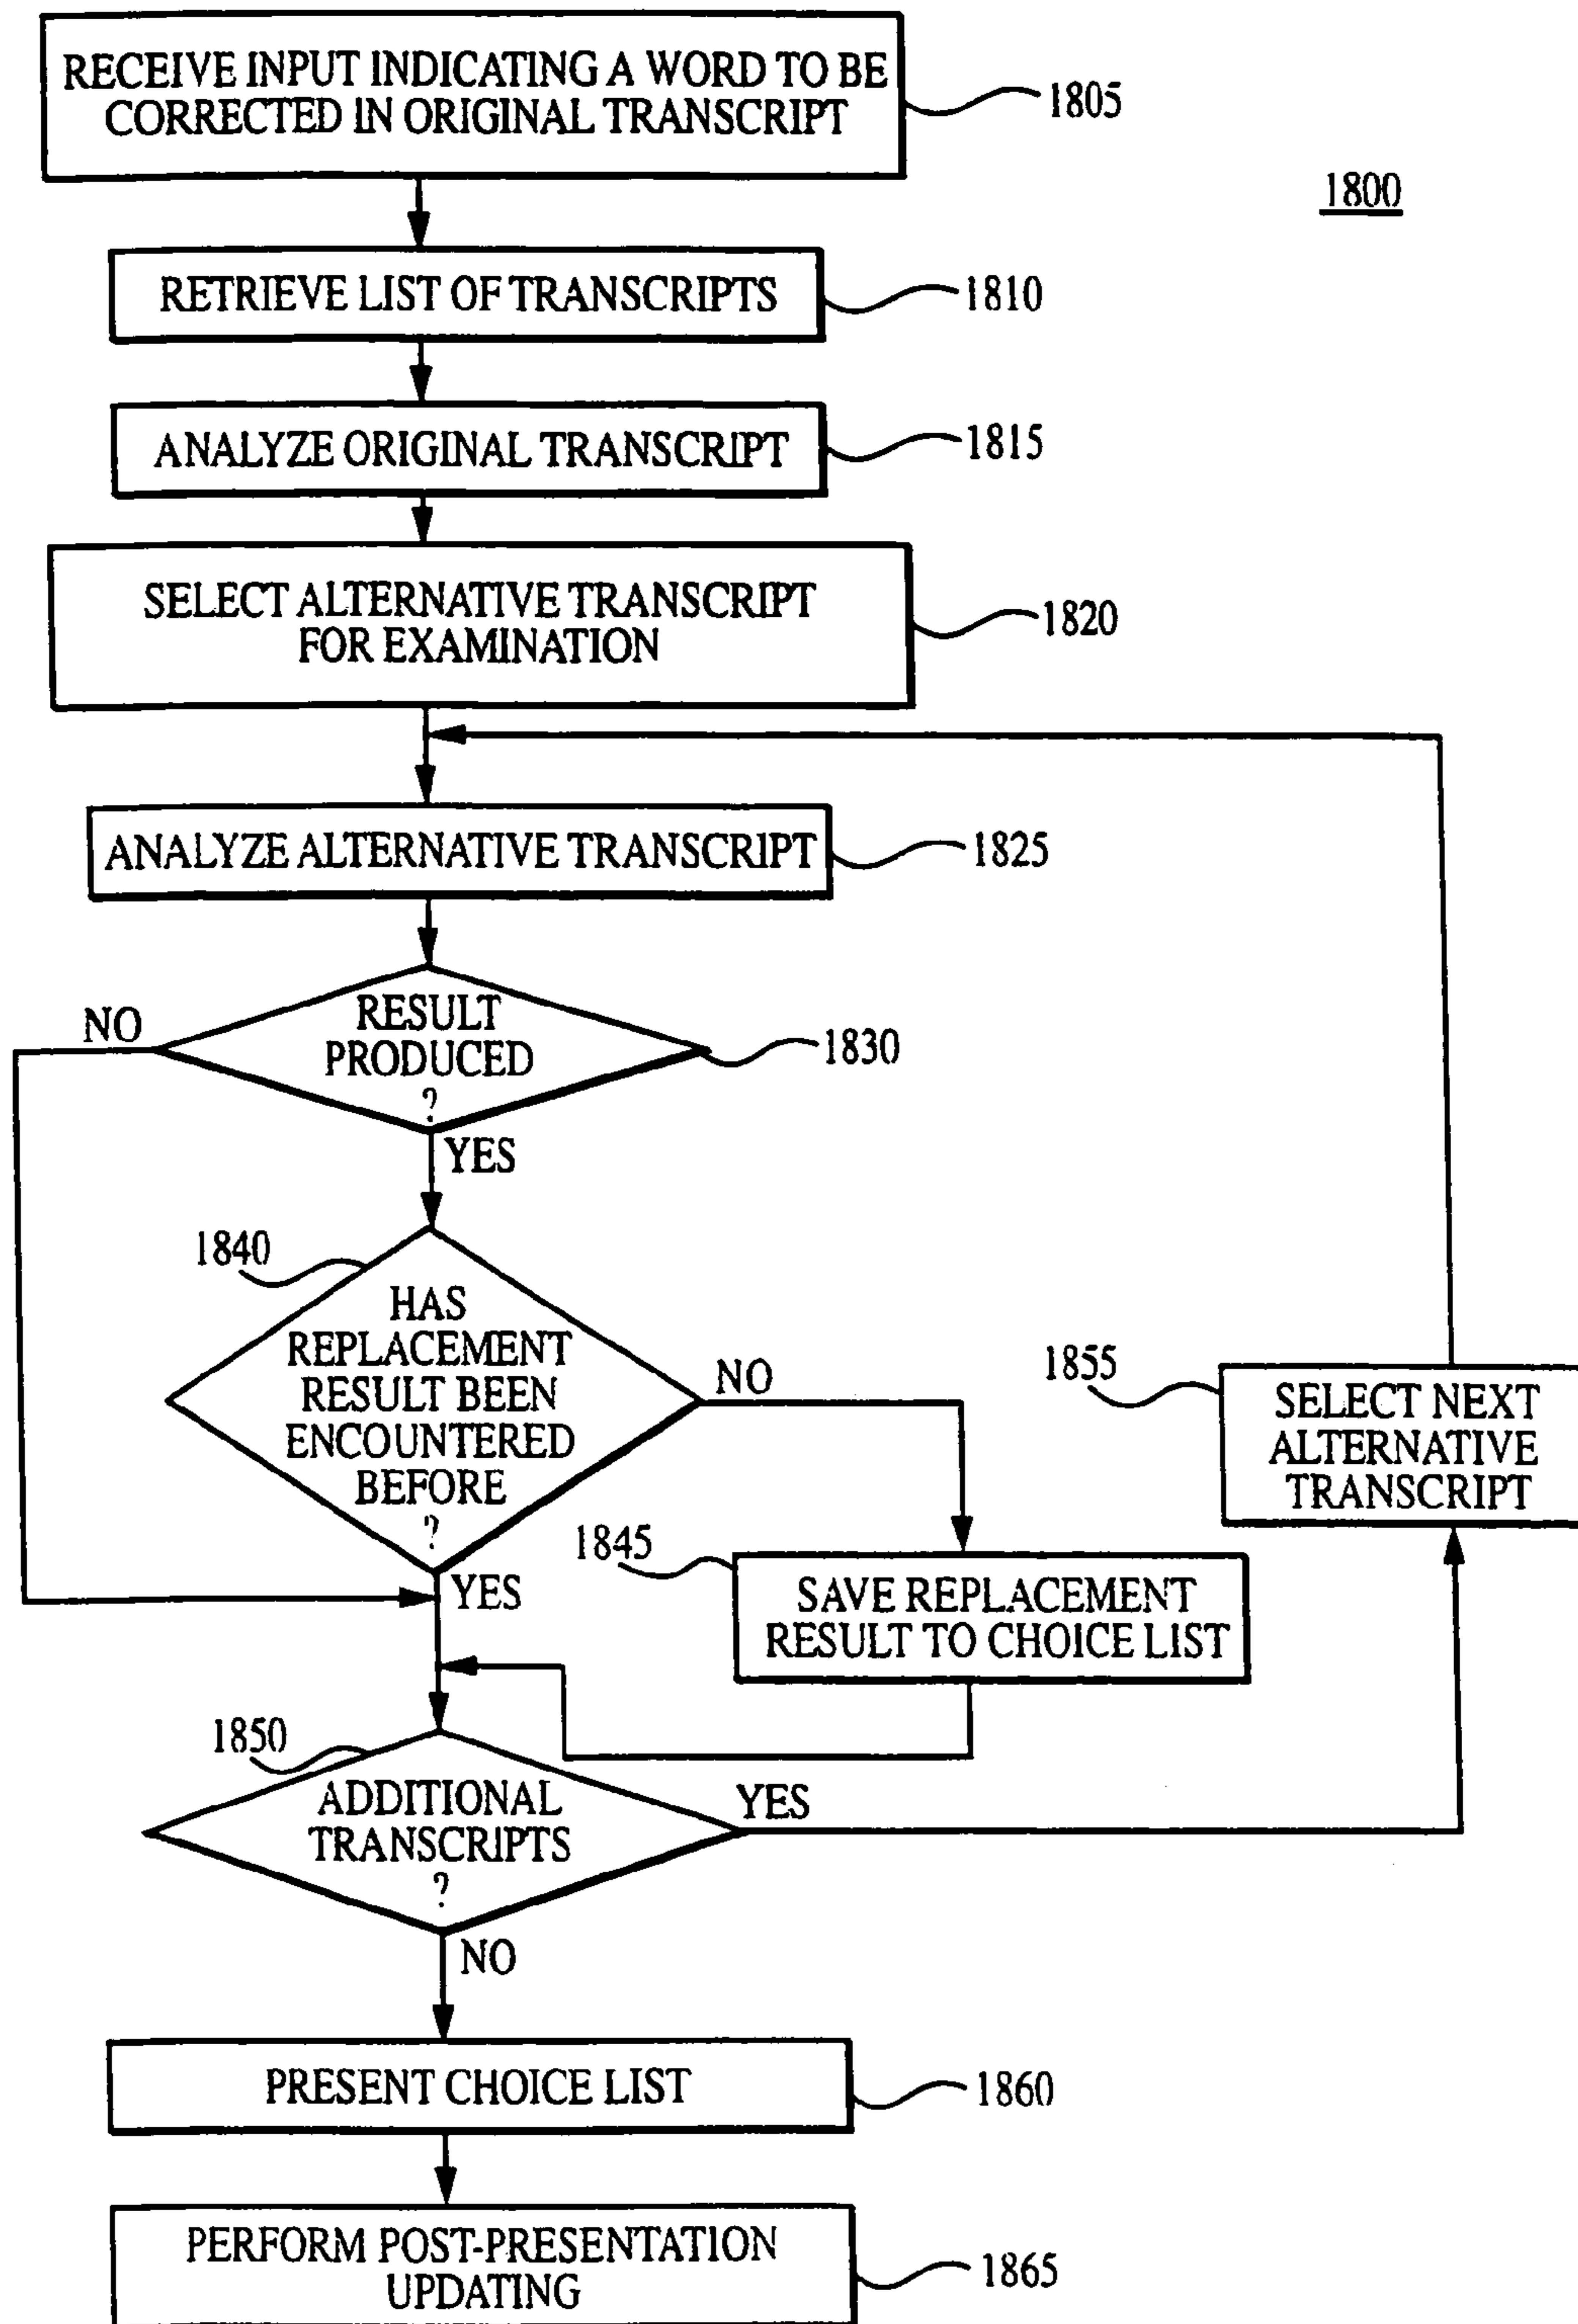 RECEIVE INPUT INDICATING A WORD TO BE
CORRECTED IN ORIGINAL TRANSCRIPT
1805
1800
RETRIEVE LIST OF TRANSCRIPTS
1810
ANALYZE ORIGINAL TRANSCRIPT
1815
SELECT ALTERNATIVE TRANSCRIPT
FOR EXAMINATION
1820
ANALYZE ALTERNATIVE TRANSCRIPT
1825
NO
RESULT
PRODUCED
?
1830
YES
1840
HAS
REPLACEMENT
RESULT BEEN
ENCOUNTERED
BEFORE
?
NO
YES
1855
SELECT NEXT
ALTERNATIVE
TRANSCRIPT
1845
SAVE REPLACEMENT
RESULT TO CHOICE LIST
1850
ADDITIONAL
TRANSCRIPTS
?
YES
NO
PRESENT CHOICE LIST
1860
PERFORM POST-PRESENTATION
UPDATING
1865